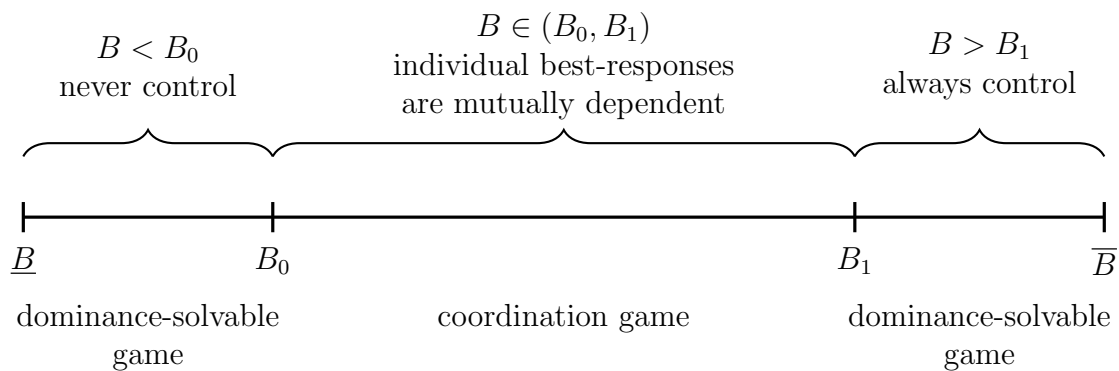 B < B₀
never control
B ∈ (B₀, B₁)
individual best-responses
are mutually dependent
B > B₁
always control
B̲
B₀
B₁
B̅
dominance-solvable
game
coordination game
dominance-solvable
game